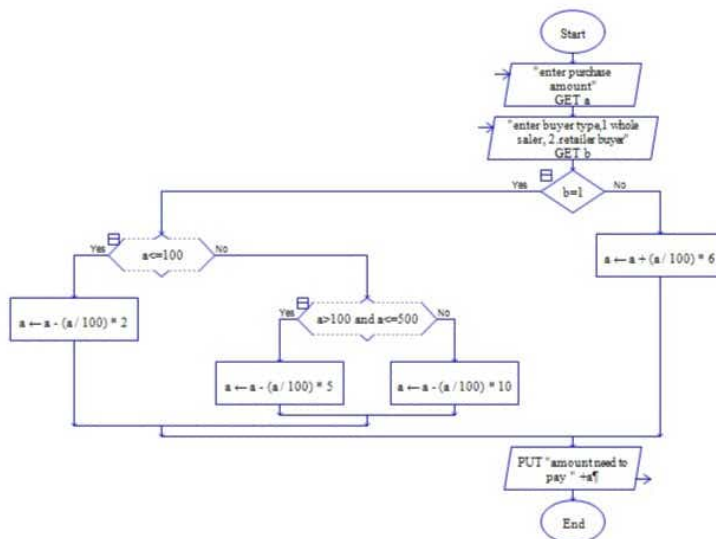 Start
"enter purchase
amount"
GET a
"enter buyer type,1 whole
saler, 2.retailer buyer"
GET b
Yes
b=1
No
Yes
a<=100
No
a ← a + (a / 100) * 6
a ← a - (a / 100) * 2
Yes
a>100 and a<=500
No
a ← a - (a / 100) * 5
a ← a - (a / 100) * 10
PUT "amount need to
pay " +a¶
End